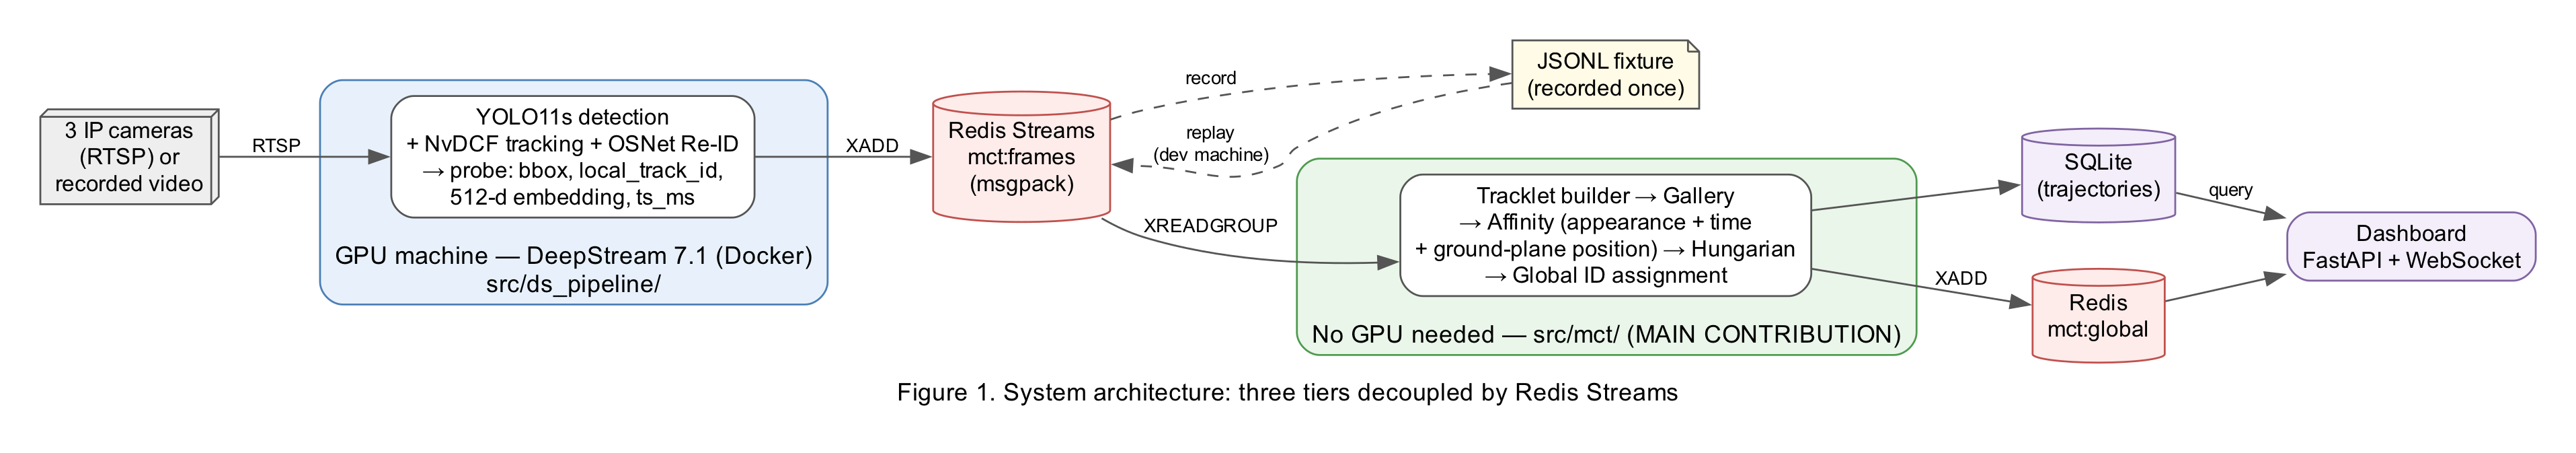 3 IP cameras
(RTSP) or
recorded video
RTSP
YOLO11s detection
+ NvDCF tracking + OSNet Re-ID
→ probe: bbox, local_track_id,
512-d embedding, ts_ms
GPU machine — DeepStream 7.1 (Docker)
src/ds_pipeline/
XADD
Redis Streams
mct:frames
(msgpack)
record
replay
(dev machine)
JSONL fixture
(recorded once)
XREADGROUP
Tracklet builder → Gallery
→ Affinity (appearance + time
+ ground-plane position) → Hungarian
→ Global ID assignment
No GPU needed — src/mct/ (MAIN CONTRIBUTION)
SQLite
(trajectories)
query
XADD
Redis
mct:global
Dashboard
FastAPI + WebSocket
Figure 1. System architecture: three tiers decoupled by Redis Streams